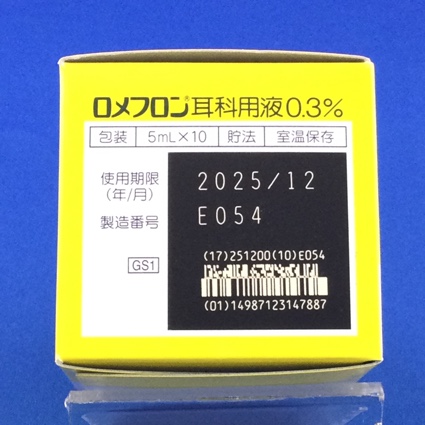 ロメフロン®耳科用液0.3%
包装 5mL×10 貯法 室温保存
使用期限 2025/12
(年/月)
製造番号 E054
GS1 (17)251200(10)E054
(01)14987123147887